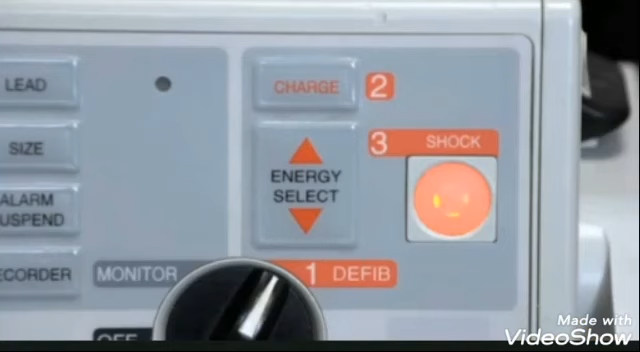 LEAD
CHARGE 2
SIZE
3 SHOCK
ENERGY
SELECT
ALARM
USPEND
ECORDER
MONITOR
1 DEFIB
OFF
Made with
VideoShow